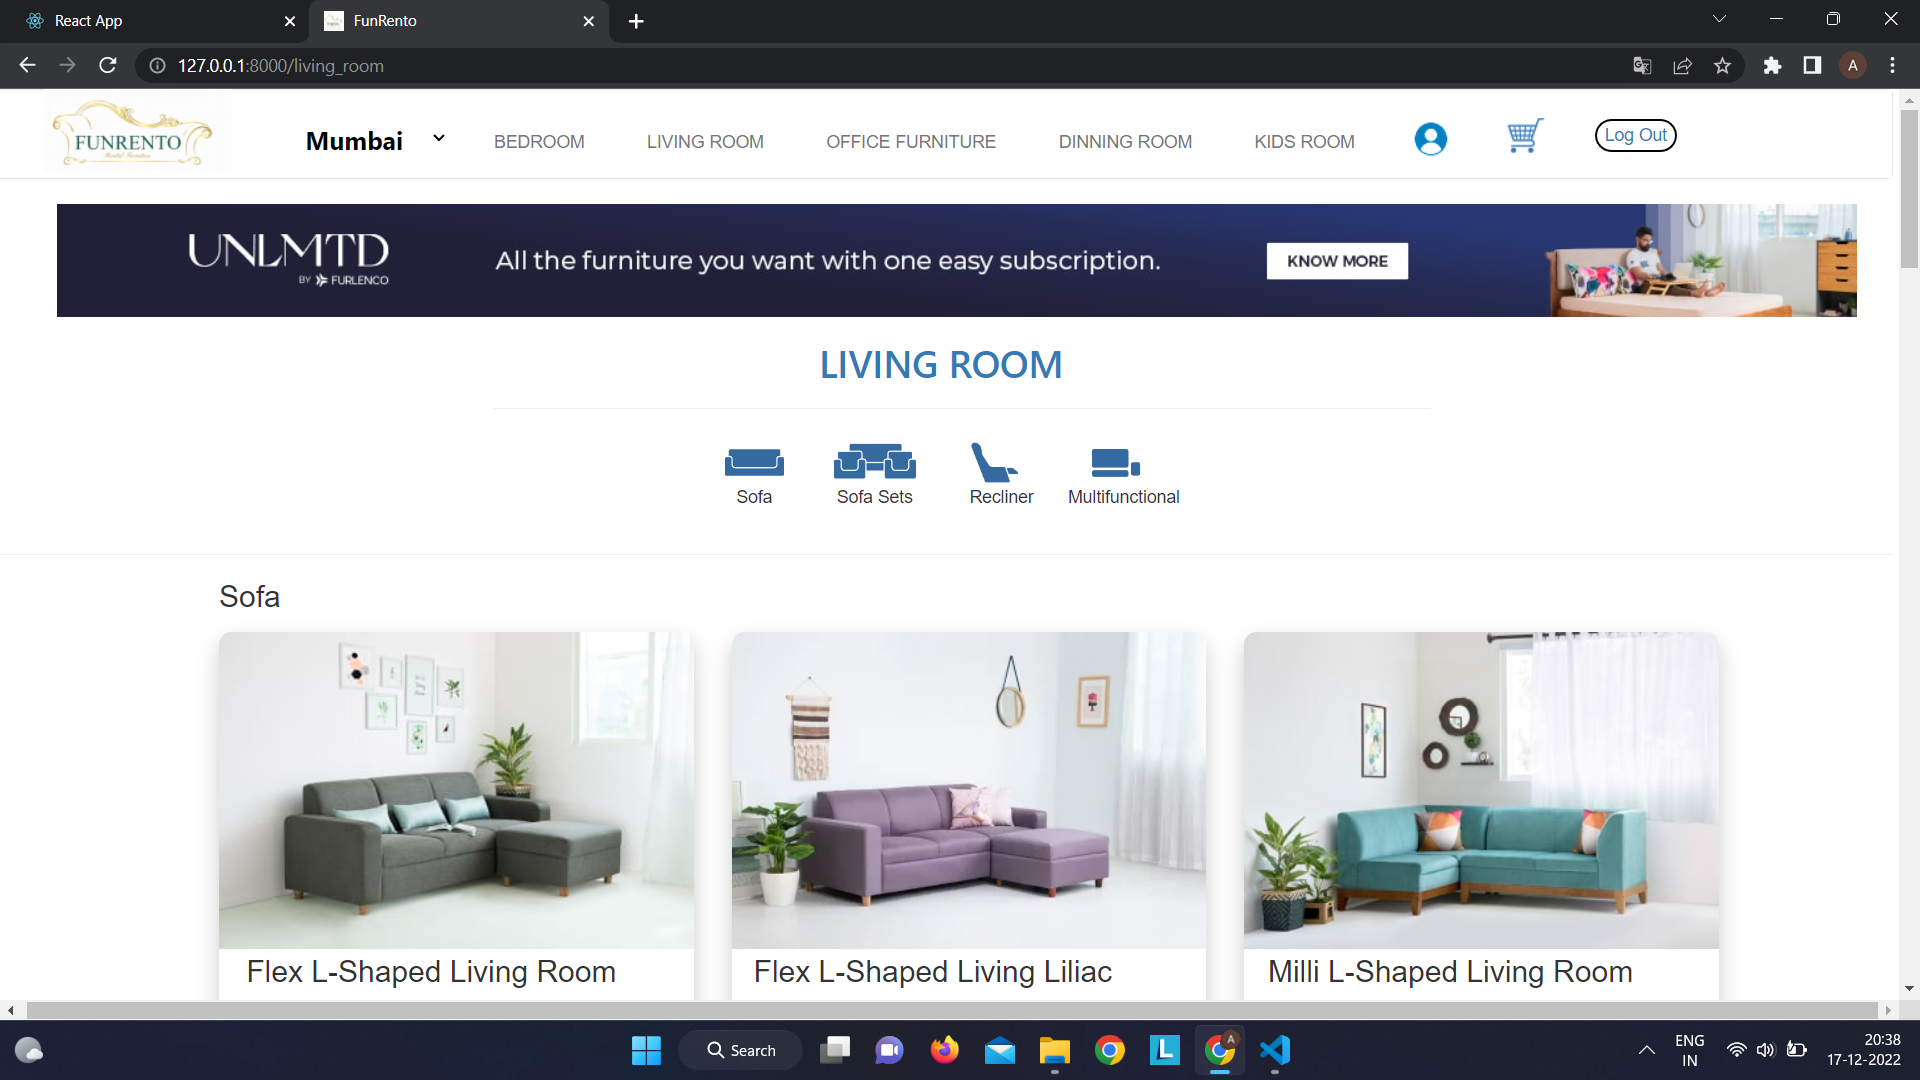 React App
FunRento
127.0.0.1:8000/living_room
A
FUNRENTO
Mumbai
BEDROOM
LIVING ROOM
OFFICE FURNITURE
DINNING ROOM
KIDS ROOM
Log Out
UNLMTD
BY FURLENCO
All the furniture you want with one easy subscription.
KNOW MORE
LIVING ROOM
Sofa
Sofa Sets
Recliner
Multifunctional
Sofa
Flex L-Shaped Living Room
Flex L-Shaped Living Liliac
Milli L-Shaped Living Room
Search
L
A
ENG
IN
20:38
17-12-2022